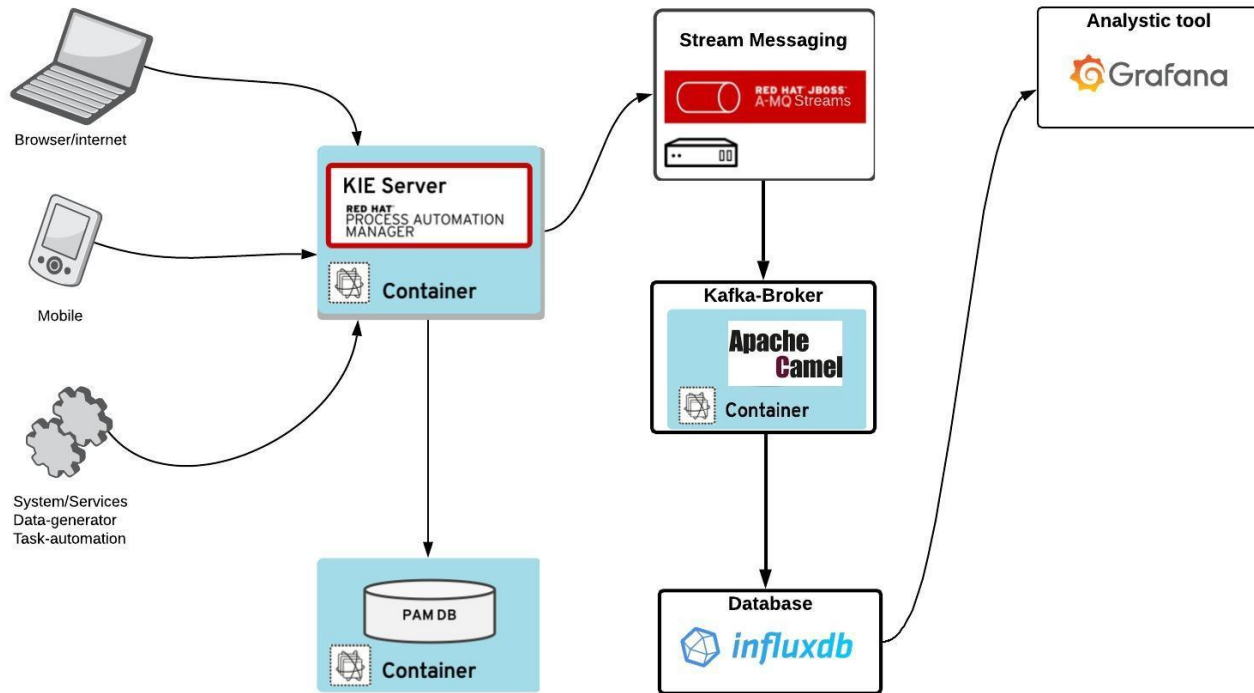 Browser/internet
Mobile
System/Services
Data-generator
Task-automation
KIE Server
RED HAT
PROCESS AUTOMATION
MANAGER
Container
PAM DB
Container
Stream Messaging
RED HAT JBOSS
A-MQ Streams
Kafka-Broker
Apache
Camel
Container
Database
influxdb
Analystic tool
Grafana